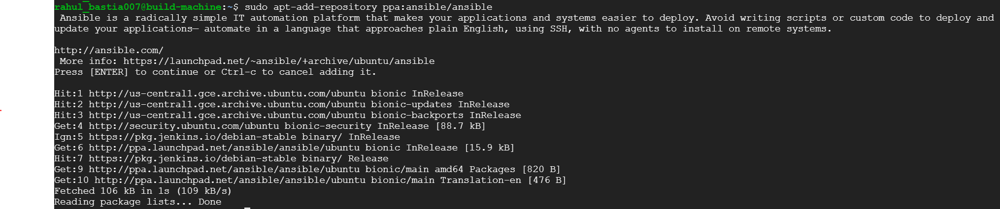 rahul_bastia007@build-machine:~$ sudo apt-add-repository ppa:ansible/ansible
 Ansible is a radically simple IT automation platform that makes your applications and systems easier to deploy. Avoid writing scripts or custom code to deploy and
update your applications— automate in a language that approaches plain English, using SSH, with no agents to install on remote systems.

http://ansible.com/
 More info: https://launchpad.net/~ansible/+archive/ubuntu/ansible
Press [ENTER] to continue or Ctrl-c to cancel adding it.

Hit:1 http://us-central1.gce.archive.ubuntu.com/ubuntu bionic InRelease
Hit:2 http://us-central1.gce.archive.ubuntu.com/ubuntu bionic-updates InRelease
Hit:3 http://us-central1.gce.archive.ubuntu.com/ubuntu bionic-backports InRelease
Get:4 http://security.ubuntu.com/ubuntu bionic-security InRelease [88.7 kB]
Ign:5 https://pkg.jenkins.io/debian-stable binary/ InRelease
Get:6 http://ppa.launchpad.net/ansible/ansible/ubuntu bionic InRelease [15.9 kB]
Hit:7 https://pkg.jenkins.io/debian-stable binary/ Release
Get:9 http://ppa.launchpad.net/ansible/ansible/ubuntu bionic/main amd64 Packages [820 B]
Get:10 http://ppa.launchpad.net/ansible/ansible/ubuntu bionic/main Translation-en [476 B]
Fetched 106 kB in 1s (109 kB/s)
Reading package lists... Done